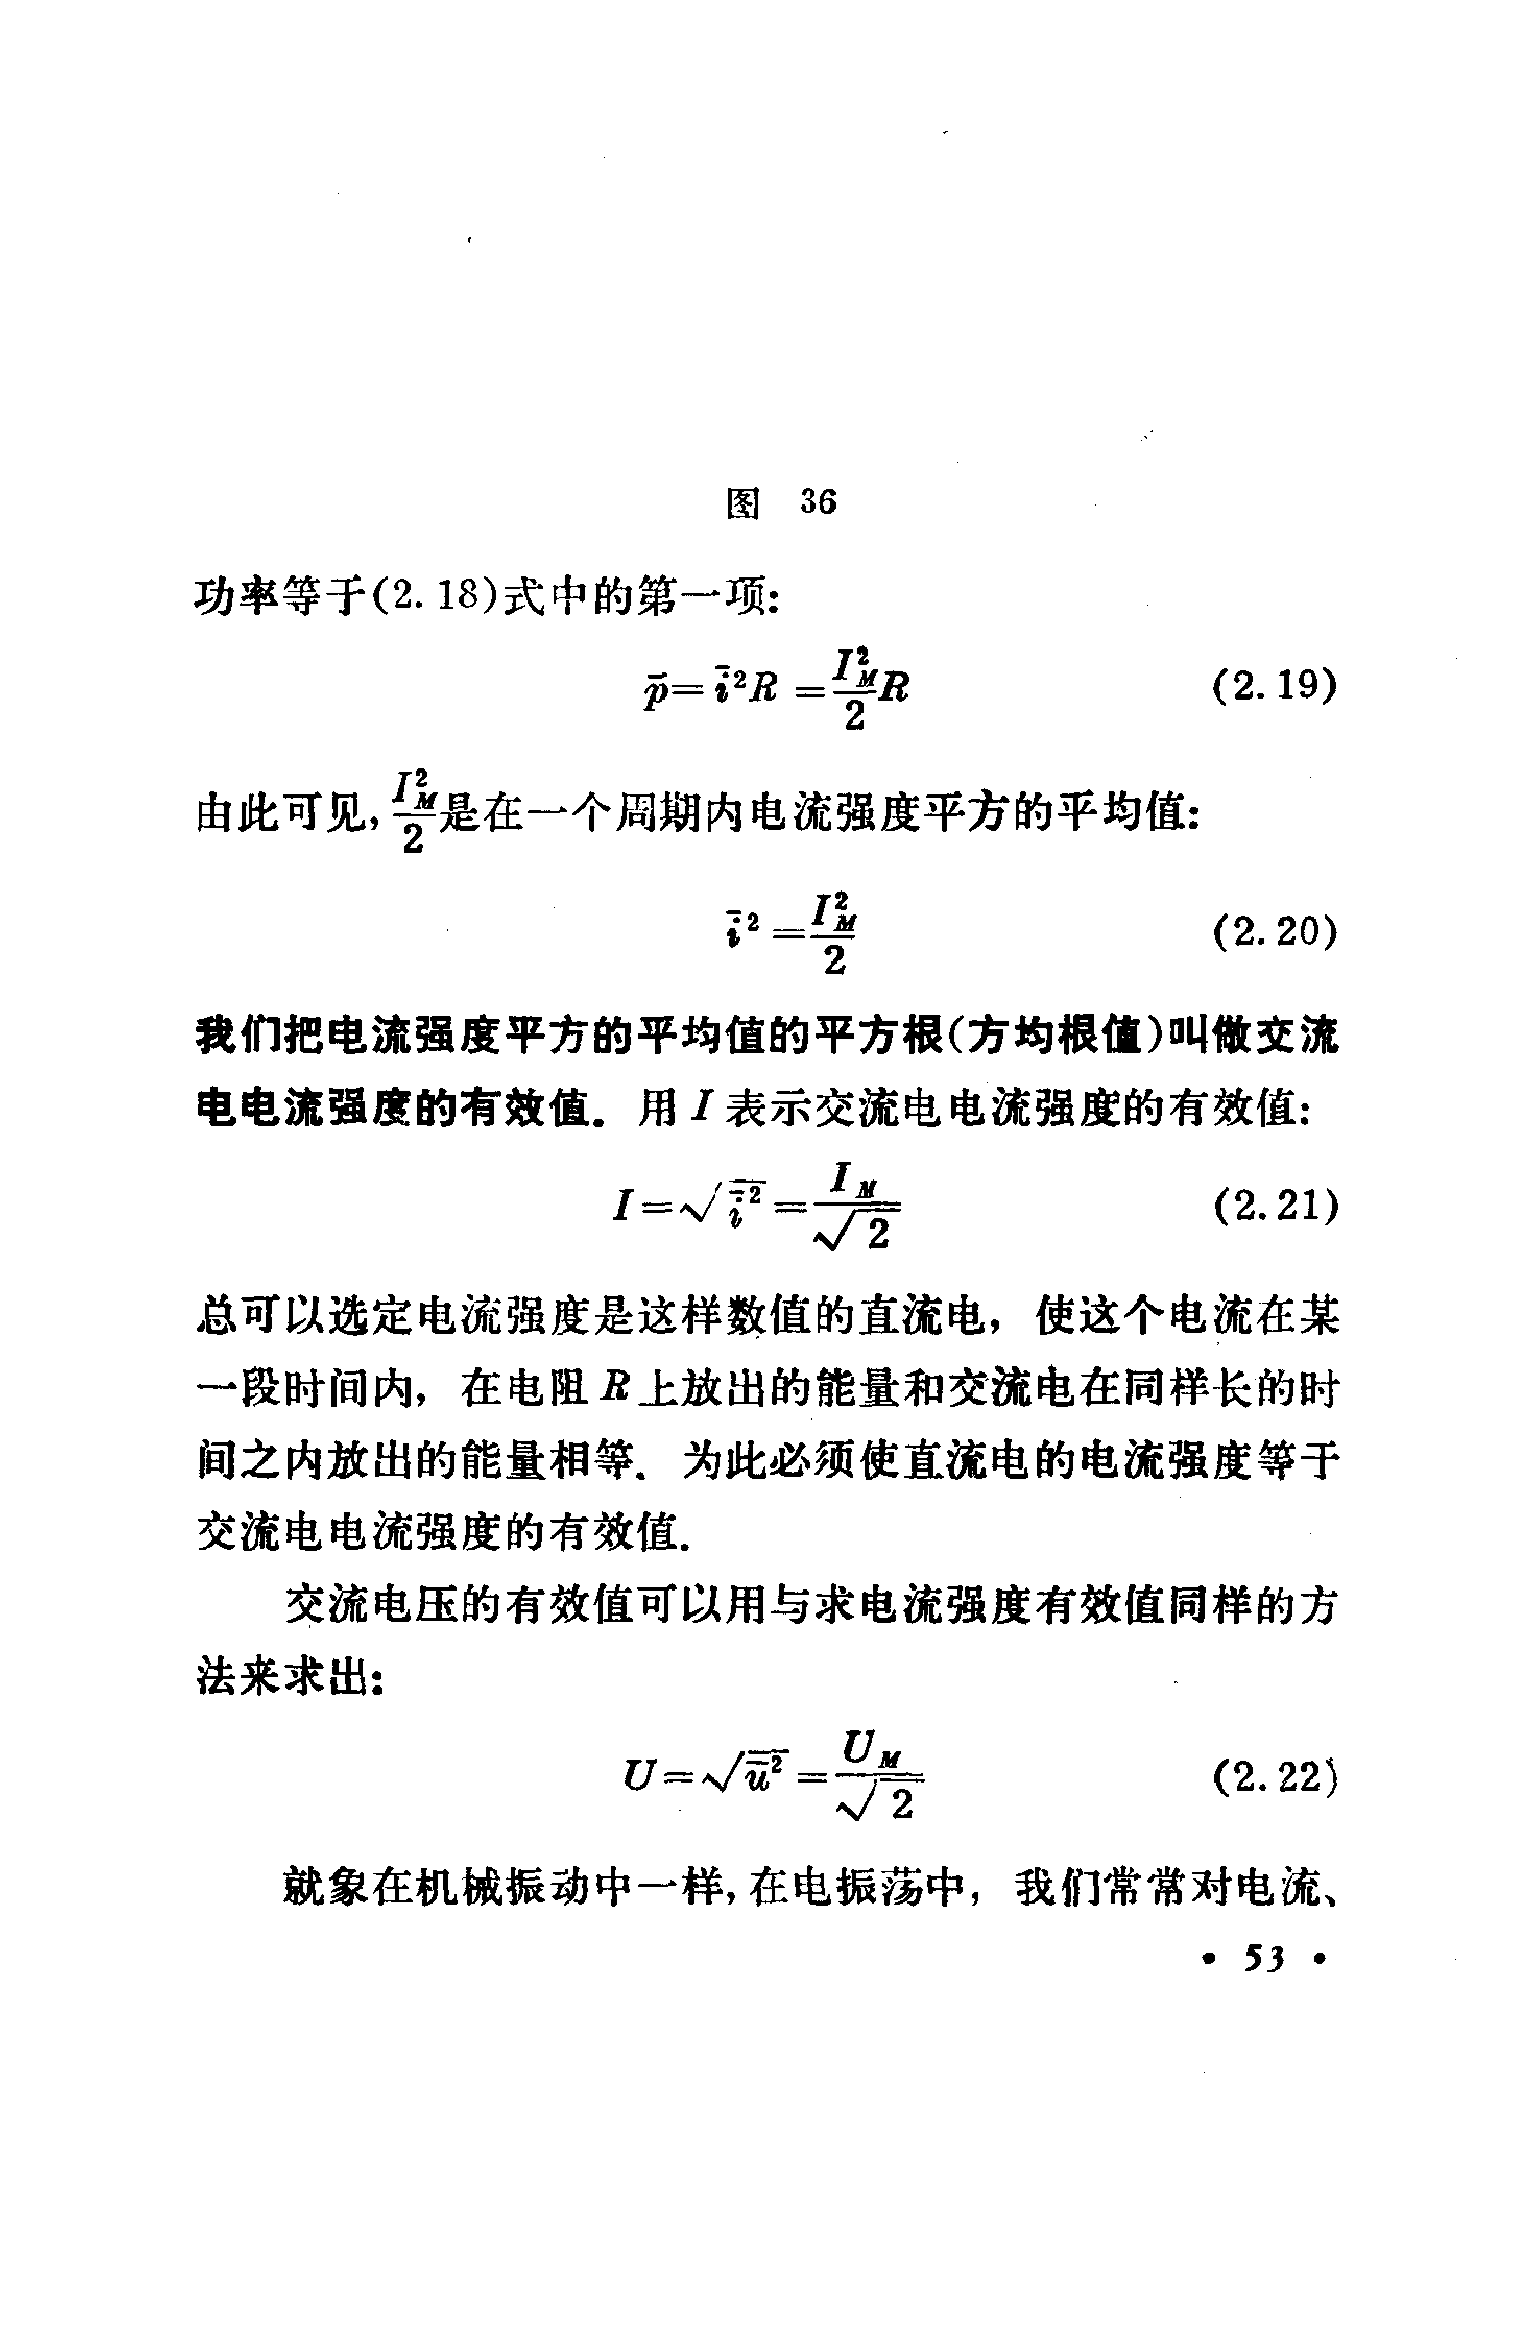 图 36
功率等于(2.18)式中的第一项:
p̄=ī²R=I²_M/2 R (2.19)
由此可见,I²_M/2是在一个周期内电流强度平方的平均值:
ī²=I²_M/2 (2.20)
我们把电流强度平方的平均值的平方根(方均根值)叫做交流
电电流强度的有效值.用 I 表示交流电电流强度的有效值:
I=√ī²=I_M/√2 (2.21)
总可以选定电流强度是这样数值的直流电，使这个电流在某
一段时间内，在电阻 R 上放出的能量和交流电在同样长的时
间之内放出的能量相等．为此必须使直流电的电流强度等于
交流电电流强度的有效值.
交流电压的有效值可以用与求电流强度有效值同样的方
法来求出:
U=√ū²=U_M/√2 (2.22)
就象在机械振动中一样,在电振荡中，我们常常对电流、
• 53 •